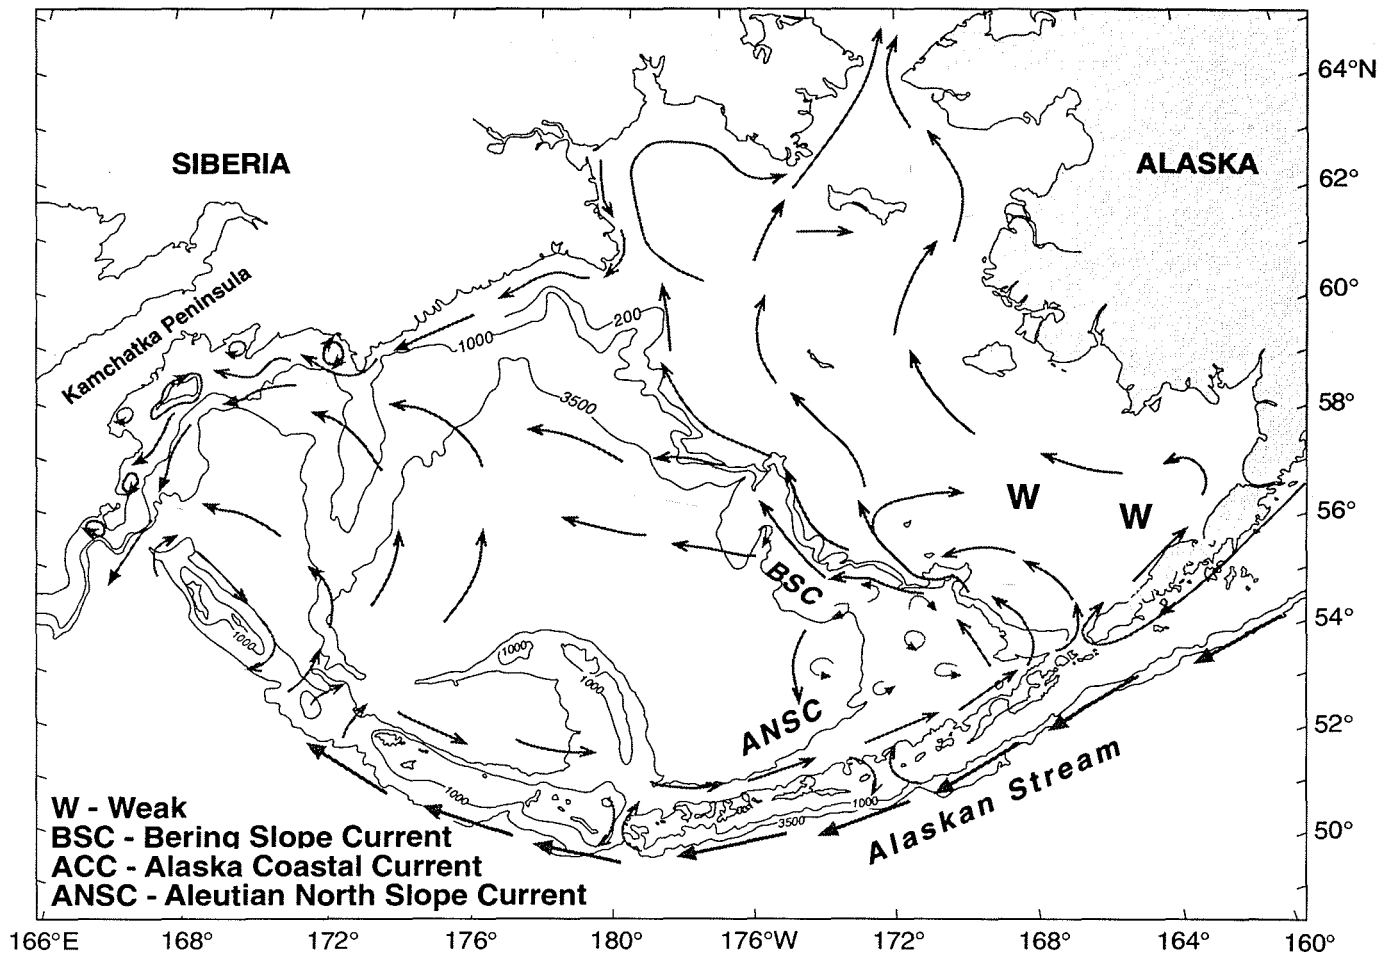 64°N
SIBERIA
ALASKA
62°
Kamchatka Peninsula
60°
200
1000
3500
58°
W
W
56°
BSC
54°
1000
1000
1000
ANSC
52°
Alaskan Stream
1000
1000
3500
50°
W - Weak
BSC - Bering Slope Current
ACC - Alaska Coastal Current
ANSC - Aleutian North Slope Current
166°E 168° 172° 176° 180° 176°W 172° 168° 164° 160°